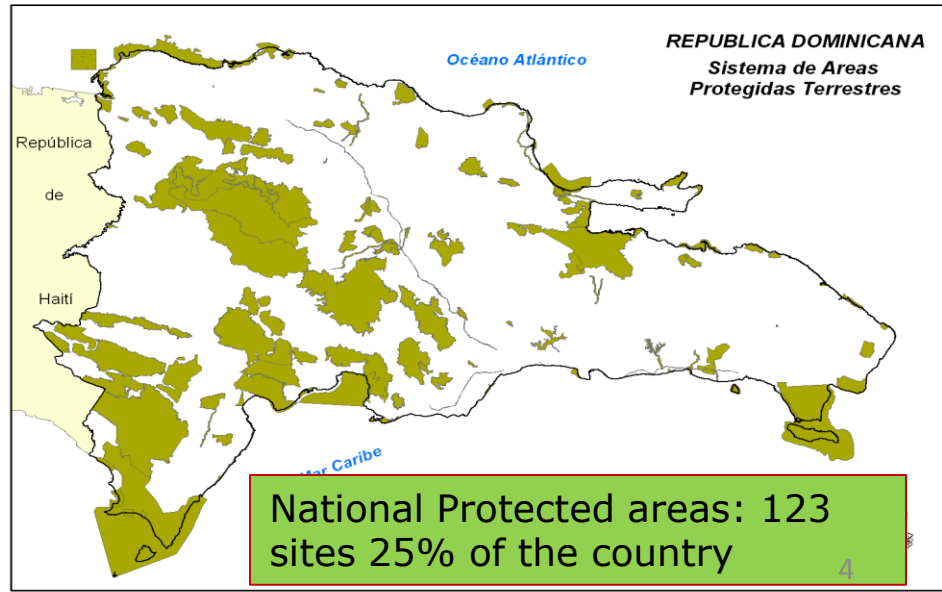 REPUBLICA DOMINICANA
Sistema de Areas
Protegidas Terrestres
Océano Atlántico
República
de
Haití
Mar Caribe
National Protected areas: 123
sites 25% of the country
4